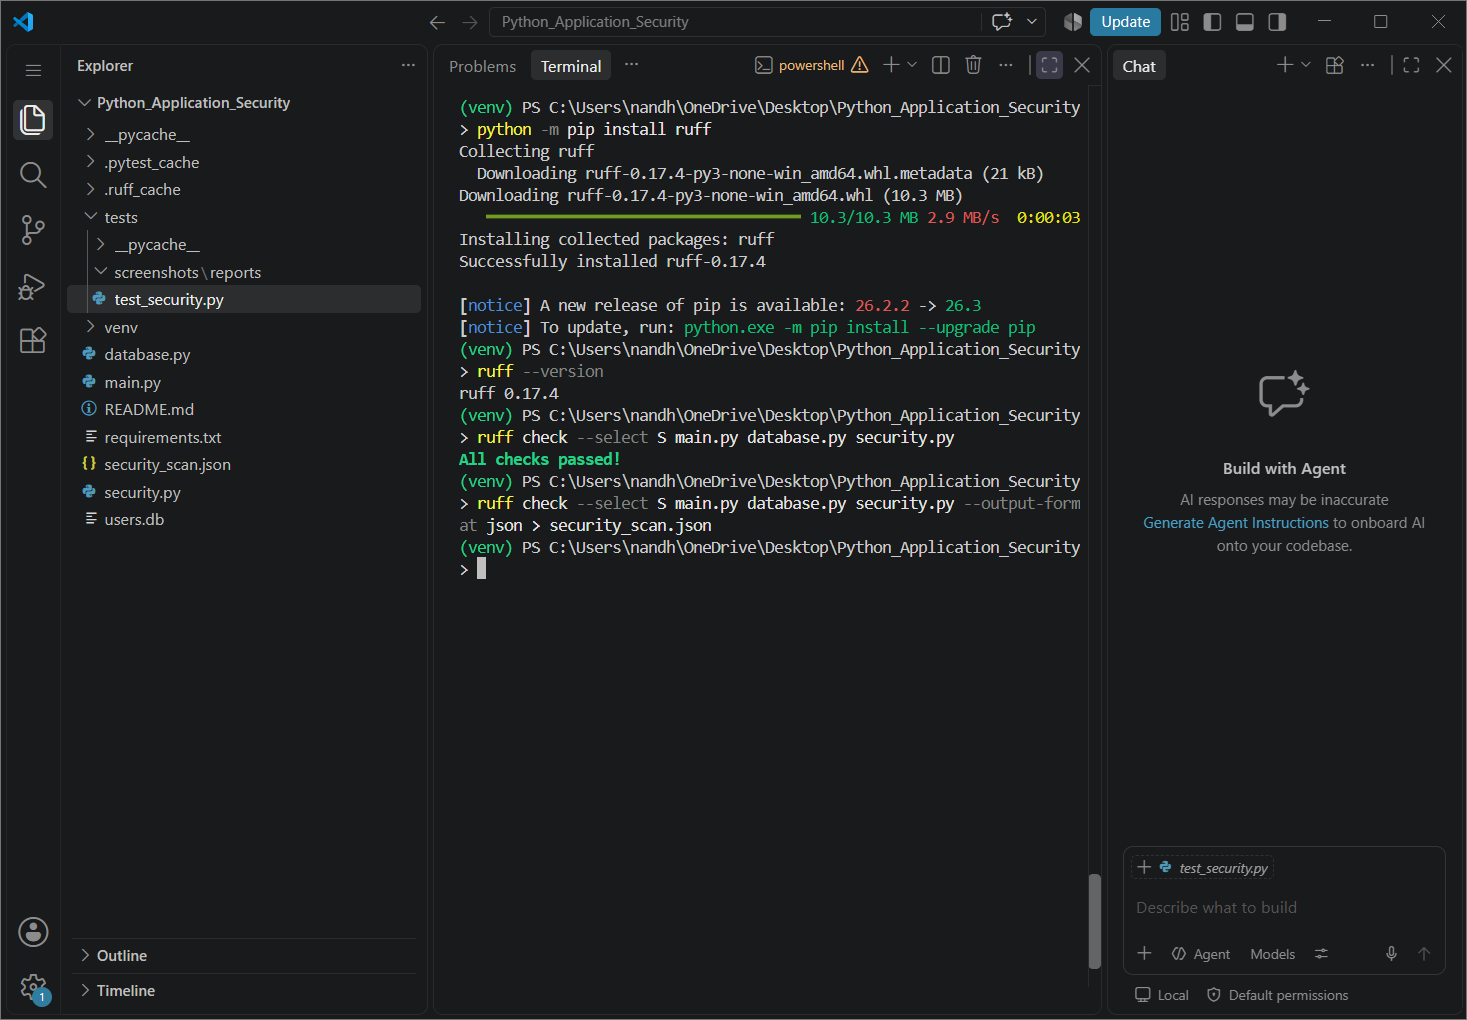 Python_Application_Security
Update
Explorer
Python_Application_Security
__pycache__
.pytest_cache
.ruff_cache
tests
__pycache__
screenshots\reports
test_security.py
venv
database.py
main.py
README.md
requirements.txt
security_scan.json
security.py
users.db
Outline
Timeline
1
Problems
Terminal
powershell
(venv) PS C:\Users\nandh\OneDrive\Desktop\Python_Application_Security
> python -m pip install ruff
Collecting ruff
Downloading ruff-0.17.4-py3-none-win_amd64.whl.metadata (21 kB)
Downloading ruff-0.17.4-py3-none-win_amd64.whl (10.3 MB)
10.3/10.3 MB 2.9 MB/s 0:00:03
Installing collected packages: ruff
Successfully installed ruff-0.17.4
[notice] A new release of pip is available: 26.2.2 -> 26.3
[notice] To update, run: python.exe -m pip install --upgrade pip
(venv) PS C:\Users\nandh\OneDrive\Desktop\Python_Application_Security
> ruff --version
ruff 0.17.4
(venv) PS C:\Users\nandh\OneDrive\Desktop\Python_Application_Security
> ruff check --select S main.py database.py security.py
All checks passed!
(venv) PS C:\Users\nandh\OneDrive\Desktop\Python_Application_Security
> ruff check --select S main.py database.py security.py --output-form
at json > security_scan.json
(venv) PS C:\Users\nandh\OneDrive\Desktop\Python_Application_Security
>
Chat
Build with Agent
AI responses may be inaccurate
Generate Agent Instructions to onboard AI
onto your codebase.
test_security.py
Describe what to build
Agent
Models
Local
Default permissions